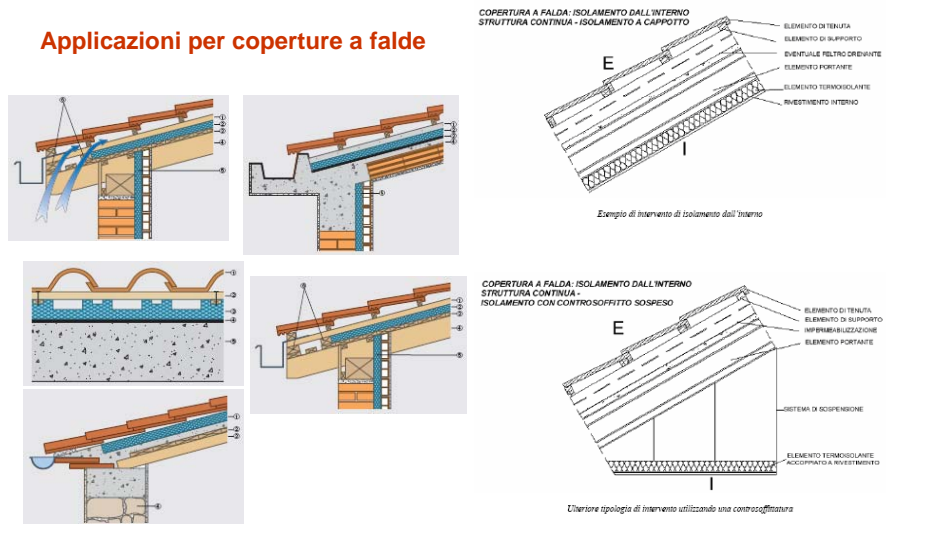 Applicazioni per coperture a falde
COPERTURA A FALDA: ISOLAMENTO DALL'INTERNO
STRUTTURA CONTINUA - ISOLAMENTO A CAPPOTTO
E
ELEMENTO DI TENUTA
ELEMENTO DI SUPPORTO
EVENTUALE FELTRO DRENANTE
ELEMENTO PORTANTE
ELEMENTO TERMOISOLANTE
RIVESTIMENTO INTERNO
I
Esempio di intervento di isolamento dall'interno
COPERTURA A FALDA: ISOLAMENTO DALL'INTERNO
STRUTTURA CONTINUA -
ISOLAMENTO CON CONTROSOFFITTO SOSPESO
E
ELEMENTO DI TENUTA
ELEMENTO DI SUPPORTO
IMPERMEABILIZZAZIONE
ELEMENTO PORTANTE
SISTEMA DI SOSPENSIONE
ELEMENTO TERMOISOLANTE
ACCOPPIATO A RIVESTIMENTO
I
Ulteriore tipologia di intervento utilizzando una controsoffittatura